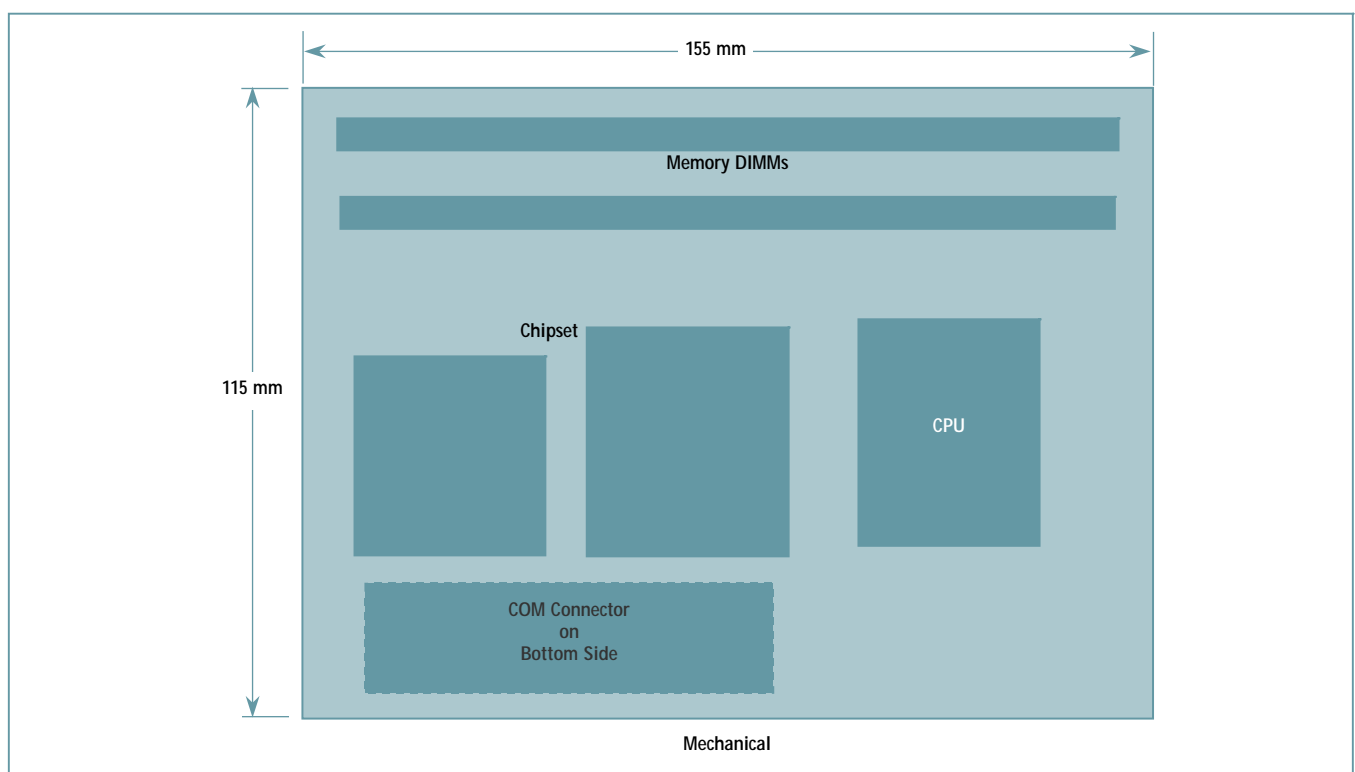 155 mm
Memory DIMMs
Chipset
115 mm
CPU
COM Connector
on
Bottom Side
Mechanical